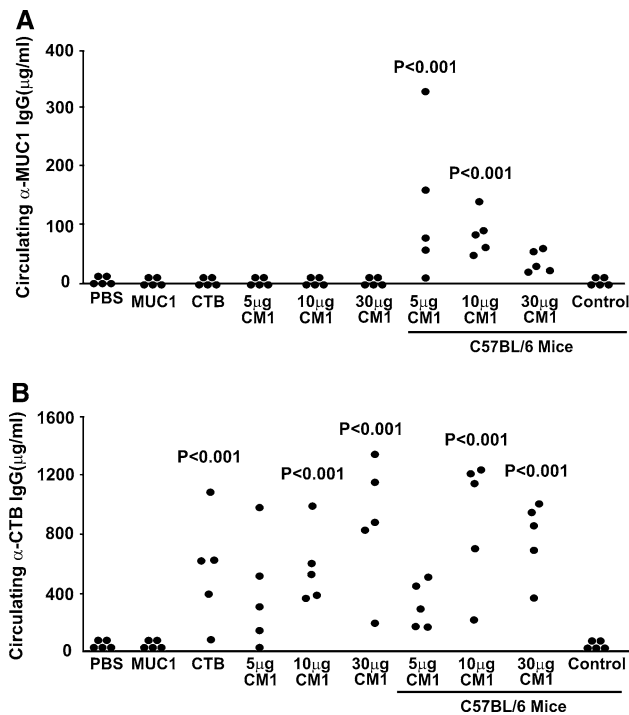 A
Circulating α-MUC1 IgG(μg/ml)
400
300
200
100
0
P<0.001
P<0.001
PBS MUC1 CTB 5μg CM1 10μg CM1 30μg CM1 5μg CM1 10μg CM1 30μg CM1 Control
C57BL/6 Mice
B
Circulating α-CTB IgG(μg/ml)
1600
1200
800
400
0
P<0.001
P<0.001
P<0.001
P<0.001
P<0.001
PBS MUC1 CTB 5μg CM1 10μg CM1 30μg CM1 5μg CM1 10μg CM1 30μg CM1 Control
C57BL/6 Mice